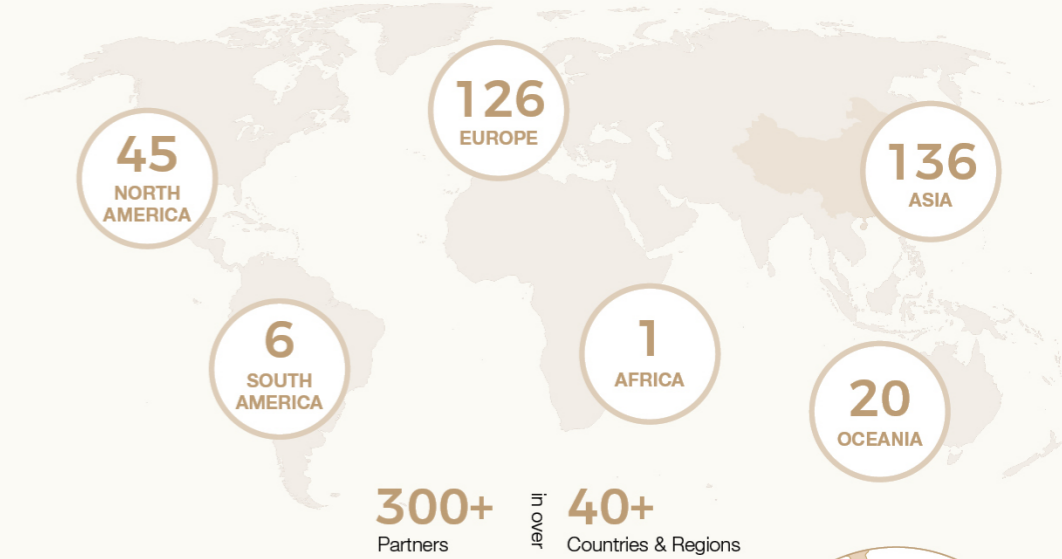 126
EUROPE
45
NORTH
AMERICA
136
ASIA
6
SOUTH
AMERICA
1
AFRICA
20
OCEANIA
300+
Partners
in over
40+
Countries & Regions